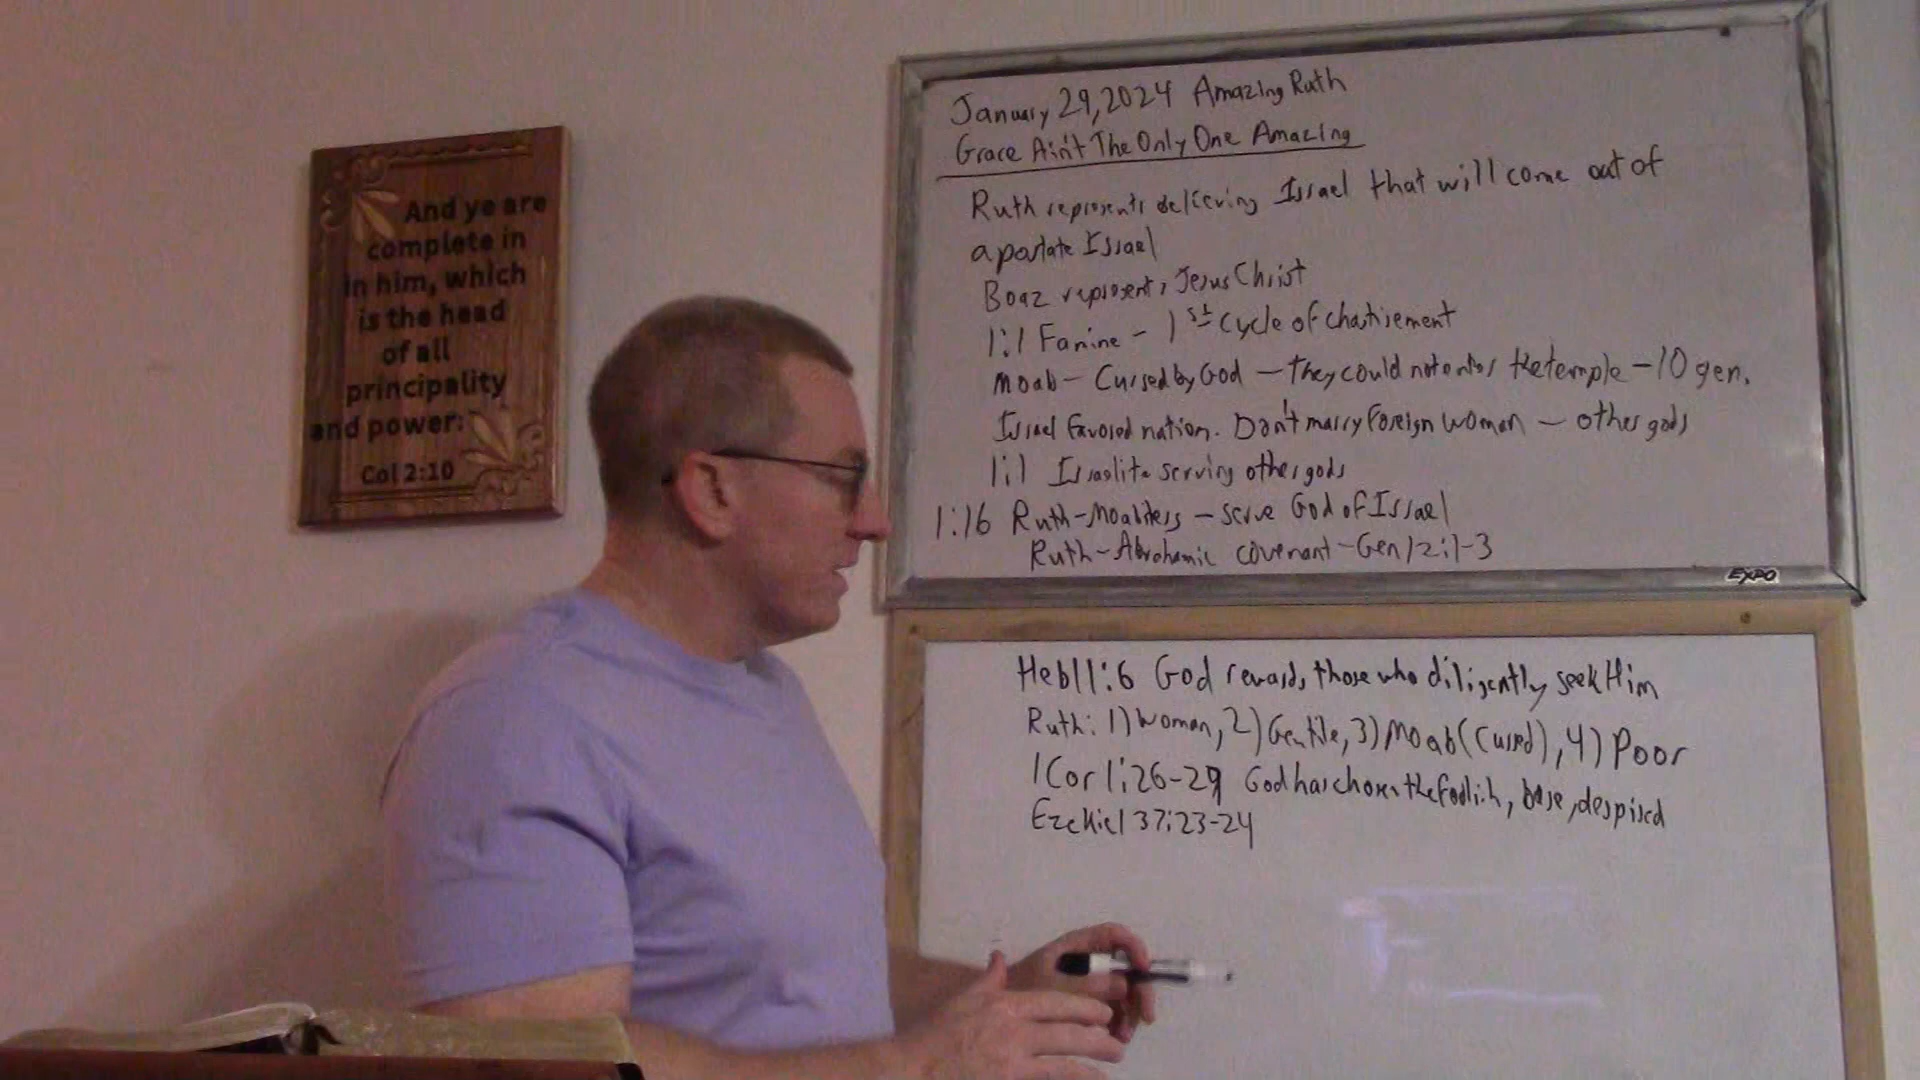 And ye are
complete in
in him, which
is the head
of all
principality
and power:
Col 2:10
January 29, 2024 Amazing Ruth
Grace Ain't The Only One Amazing
Ruth represents believing Israel that will come out of
apostate Israel
Boaz represents Jesus Christ
1:1 Famine - 1st cycle of chastisement
Moab - Cursed by God - they could not enter the temple - 10 gen.
Israel favored nation. Don't marry foreign woman - other gods
1:1 Israelite serving other gods
1:16 Ruth - Moabitess - serve God of Israel
Ruth - Abrahamic covenant - Gen 12:1-3
EXPO
Heb 11:6 God rewards those who diligently seek Him
Ruth: 1) Woman, 2) Gentile, 3) Moab (Cursed), 4) Poor
1 Cor 1:26-29 God has chosen the foolish, base, despised
Ezekiel 37:23-24